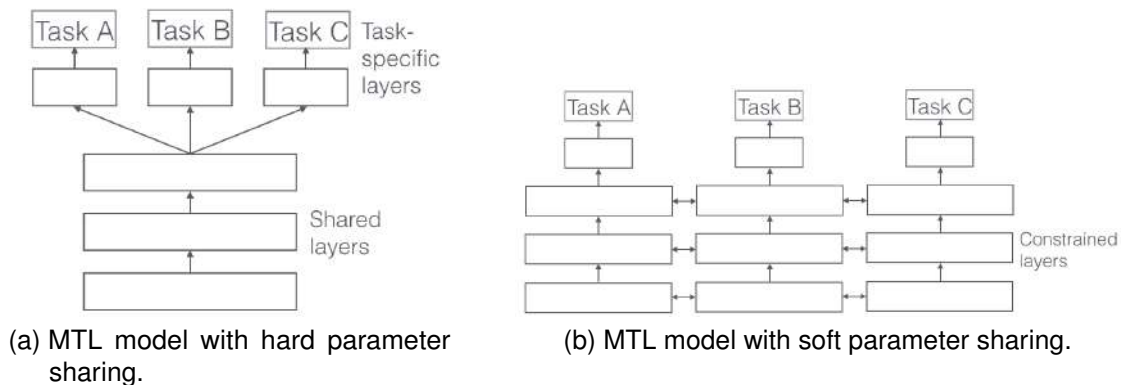 Task A Task B Task C Task-
specific
layers
Shared
layers
(a) MTL model with hard parameter
sharing.
Task A Task B Task C
Constrained
layers
(b) MTL model with soft parameter sharing.